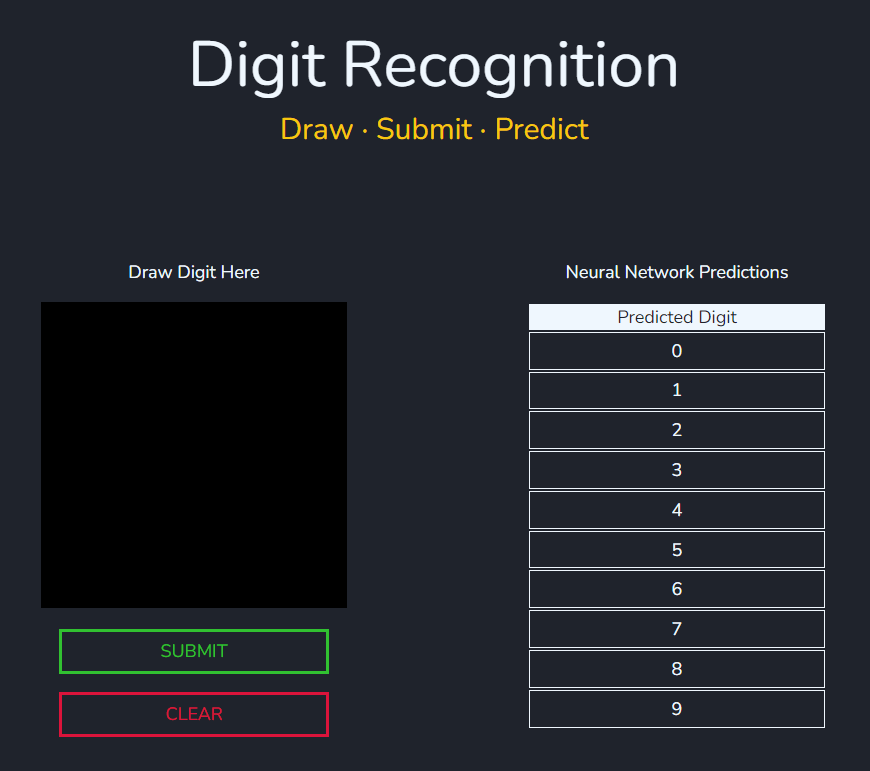 Digit Recognition
Draw · Submit · Predict
Draw Digit Here
SUBMIT
CLEAR
Neural Network Predictions
Predicted Digit
0
1
2
3
4
5
6
7
8
9